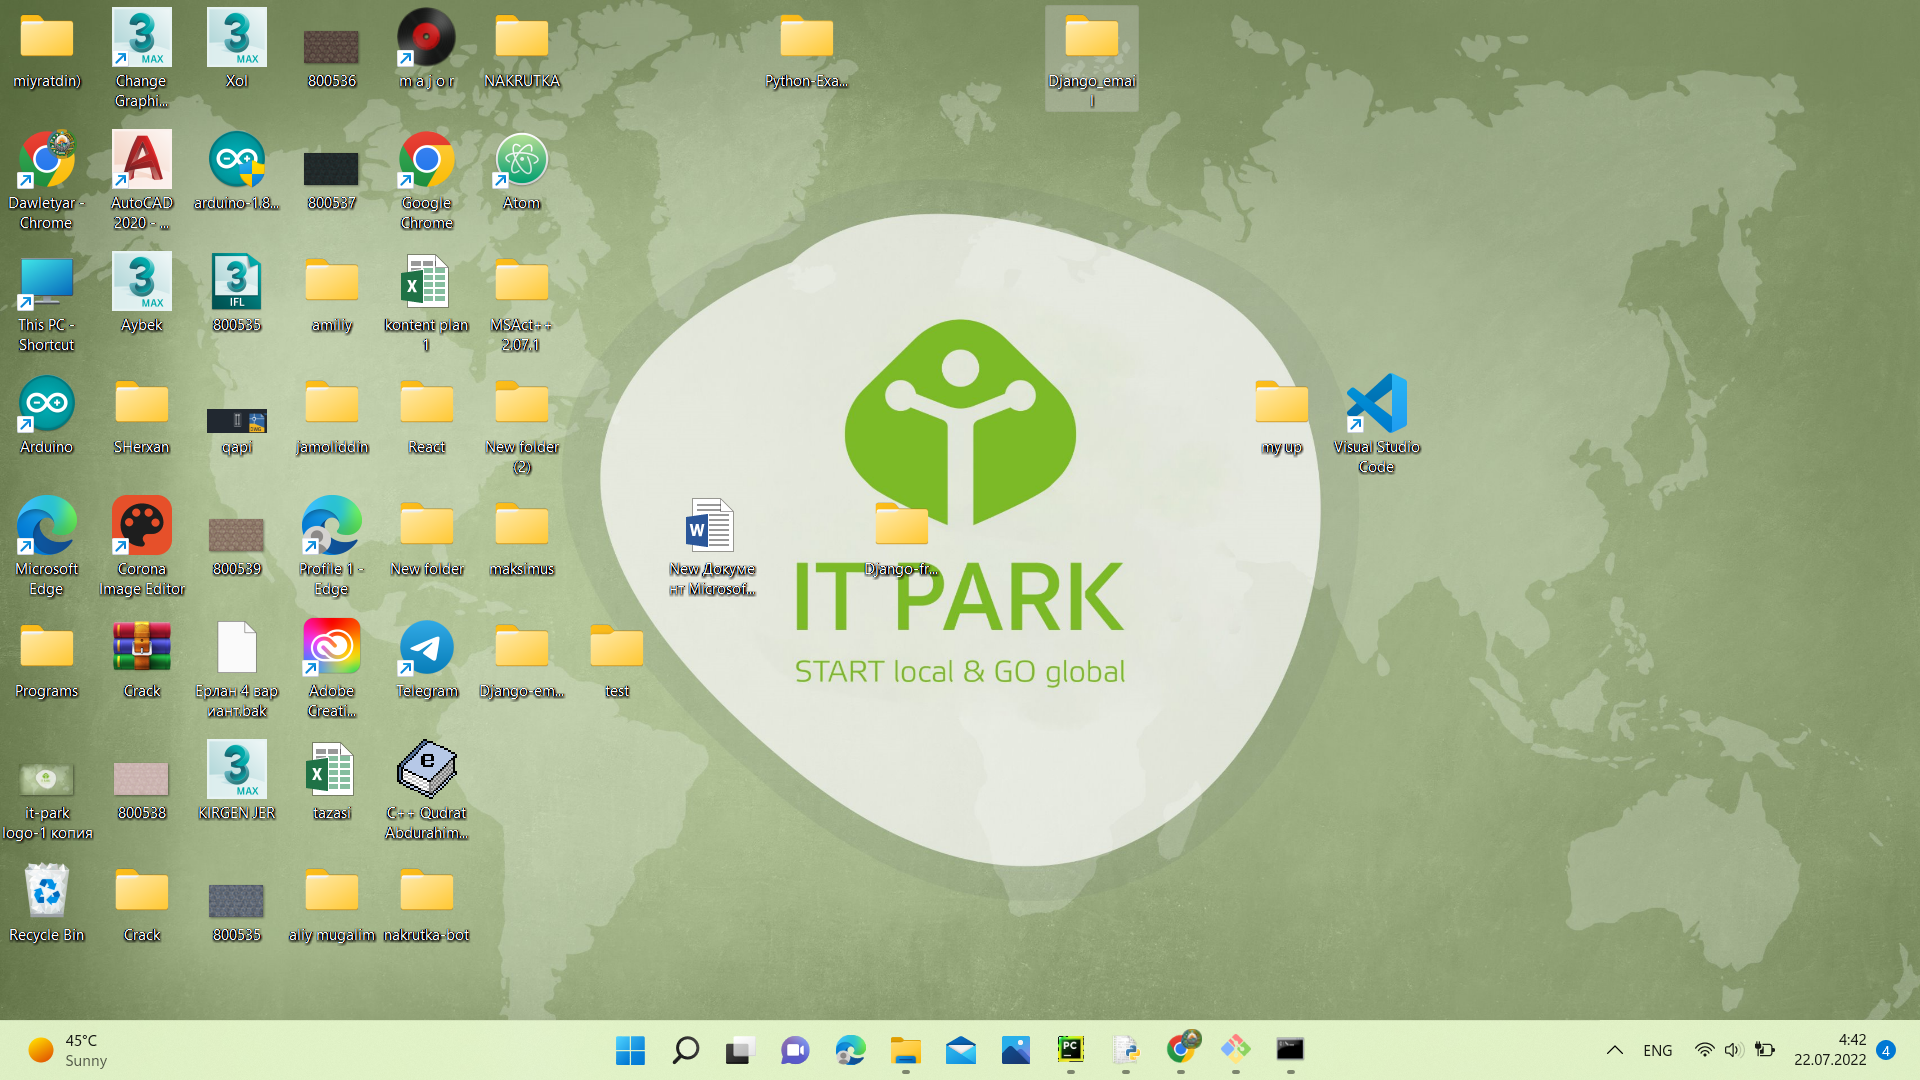 miyratdin)
Change
Graphi...
Xol
800536
m a j o r
NAKRUTKA
Python-Exa...
Django_emai
l
Dawletyar -
Chrome
AutoCAD
2020 - ...
arduino-1.8...
800537
Google
Chrome
Atom
This PC -
Shortcut
Aybek
800535
amiliy
kontent plan
1
MSAct++
2.07.1
Arduino
SHerxan
qapi
jamoliddin
React
New folder
(2)
my up
Visual Studio
Code
Microsoft
Edge
Corona
Image Editor
800539
Profile 1 -
Edge
New folder
maksimus
New Докуме
нт Microsof...
Django-fr...
IT PARK
START local & GO global
Programs
Crack
Ерлан 4 вар
иант.bak
Adobe
Creati...
Telegram
Django-em...
test
it-park
logo-1 копия
800538
KIRGEN JER
tazasi
C++ Qudrat
Abdurahim...
Recycle Bin
Crack
800535
aliy mugalim
nakrutka-bot
45°C
Sunny
ENG
4:42
22.07.2022
4